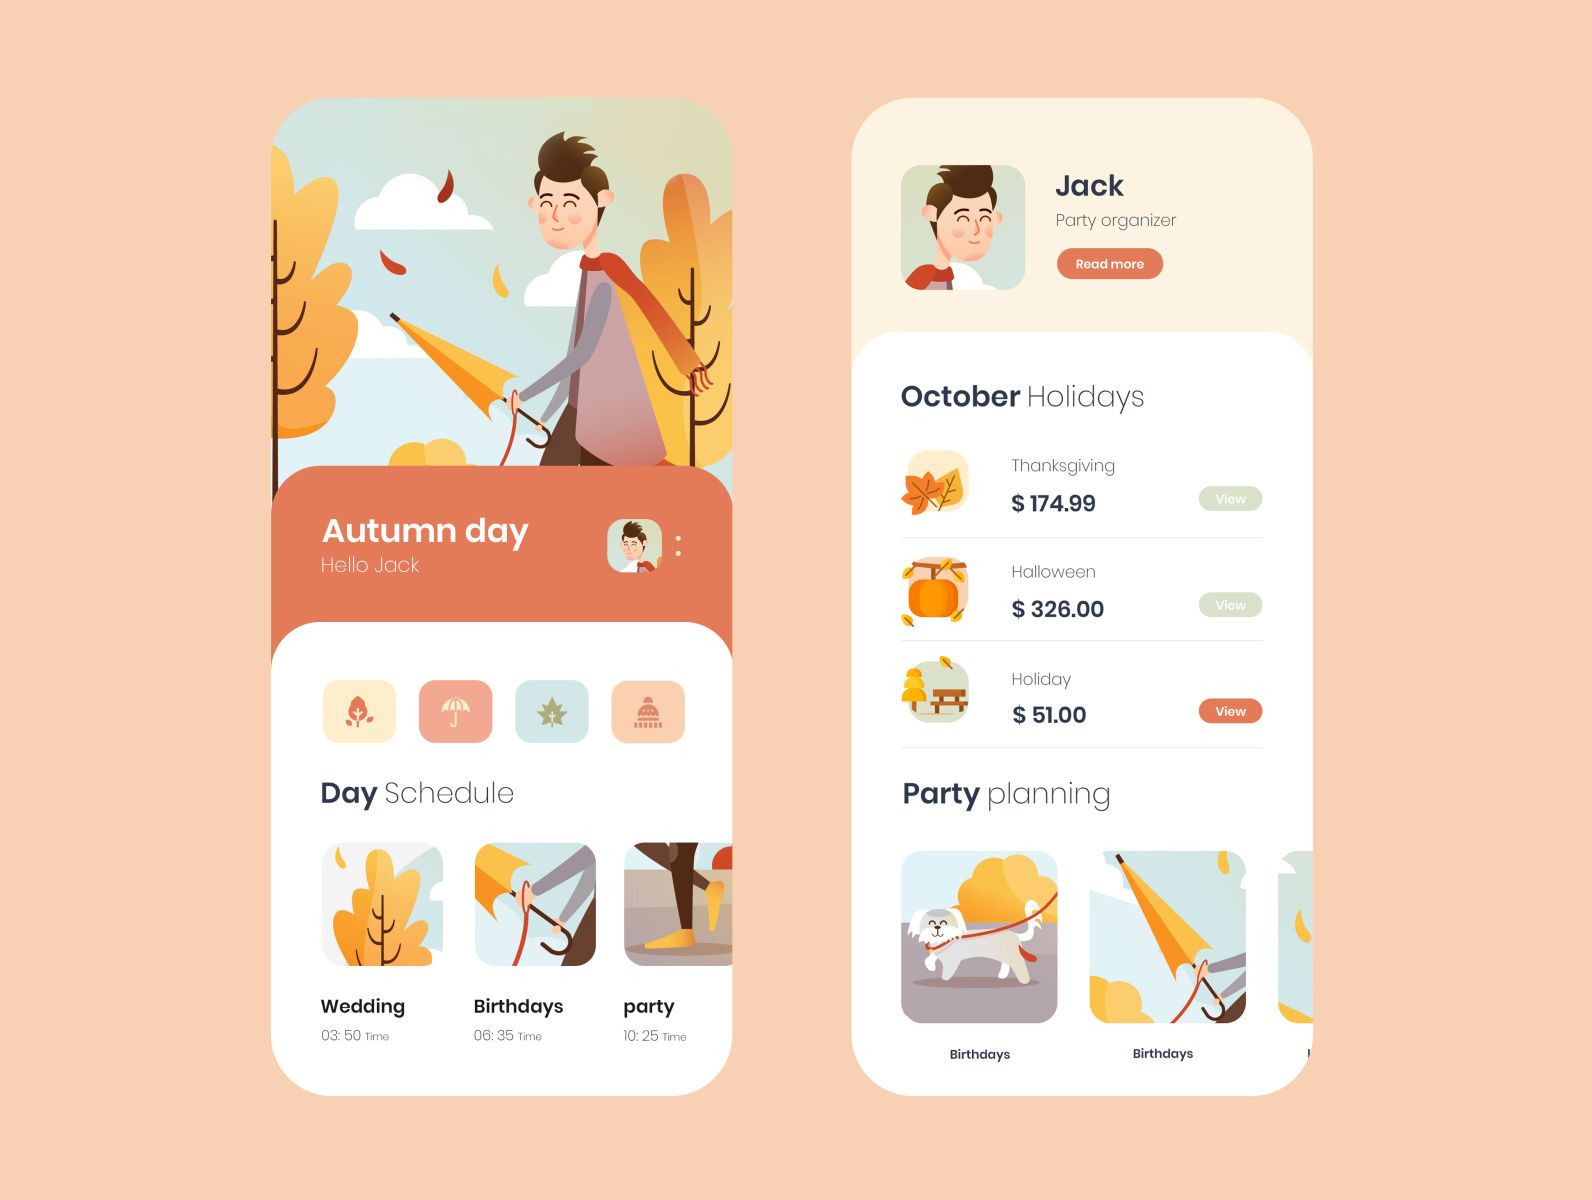 Autumn day
Hello Jack
Day Schedule
Wedding
03: 50 Time
Birthdays
06: 35 Time
party
10: 25 Time
Jack
Party organizer
Read more
October Holidays
Thanksgiving
$ 174.99
View
Halloween
$ 326.00
View
Holiday
$ 51.00
View
Party planning
Birthdays
Birthdays